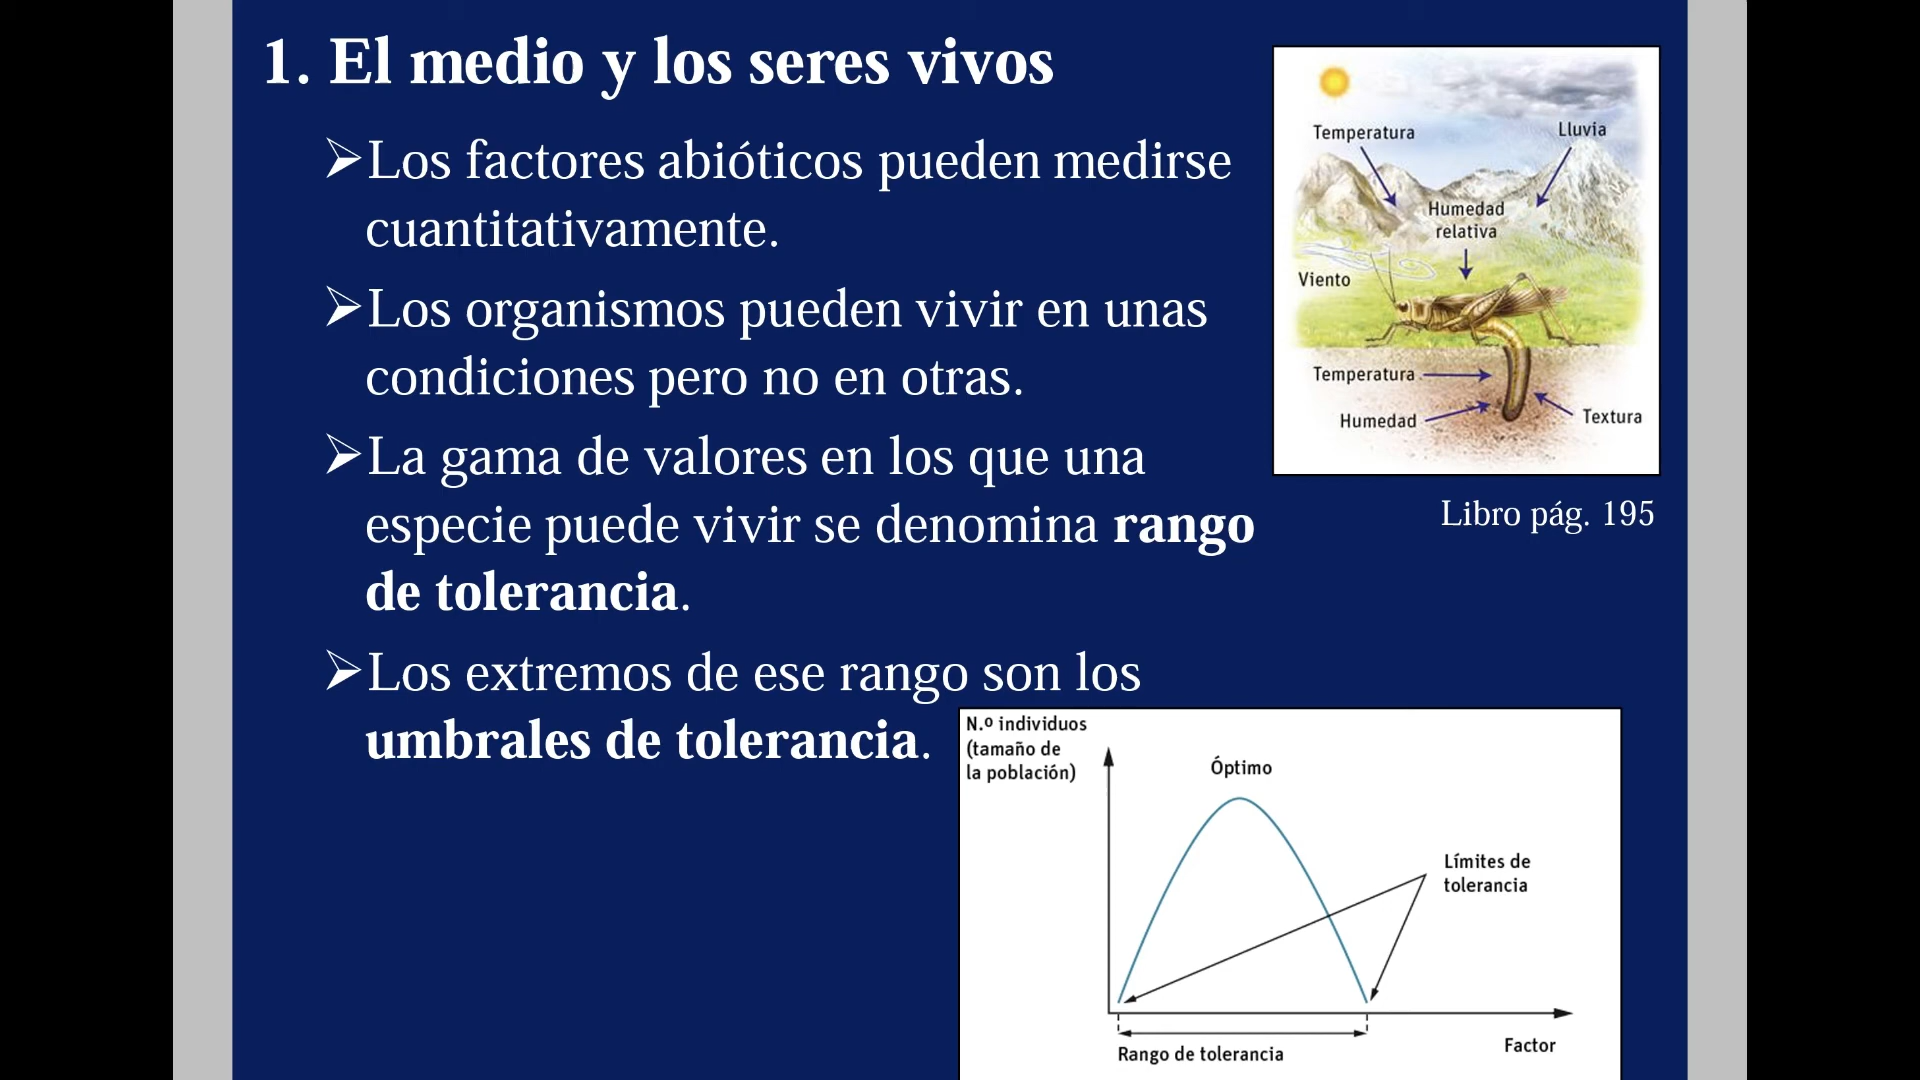 1. El medio y los seres vivos
➢Los factores abióticos pueden medirse
cuantitativamente.
➢Los organismos pueden vivir en unas
condiciones pero no en otras.
➢La gama de valores en los que una
especie puede vivir se denomina rango
de tolerancia.
➢Los extremos de ese rango son los
umbrales de tolerancia.
Temperatura
Lluvia
Humedad
relativa
Viento
Temperatura
Humedad
Textura
Libro pág. 195
N.º individuos
(tamaño de
la población)
Óptimo
Límites de
tolerancia
Rango de tolerancia
Factor